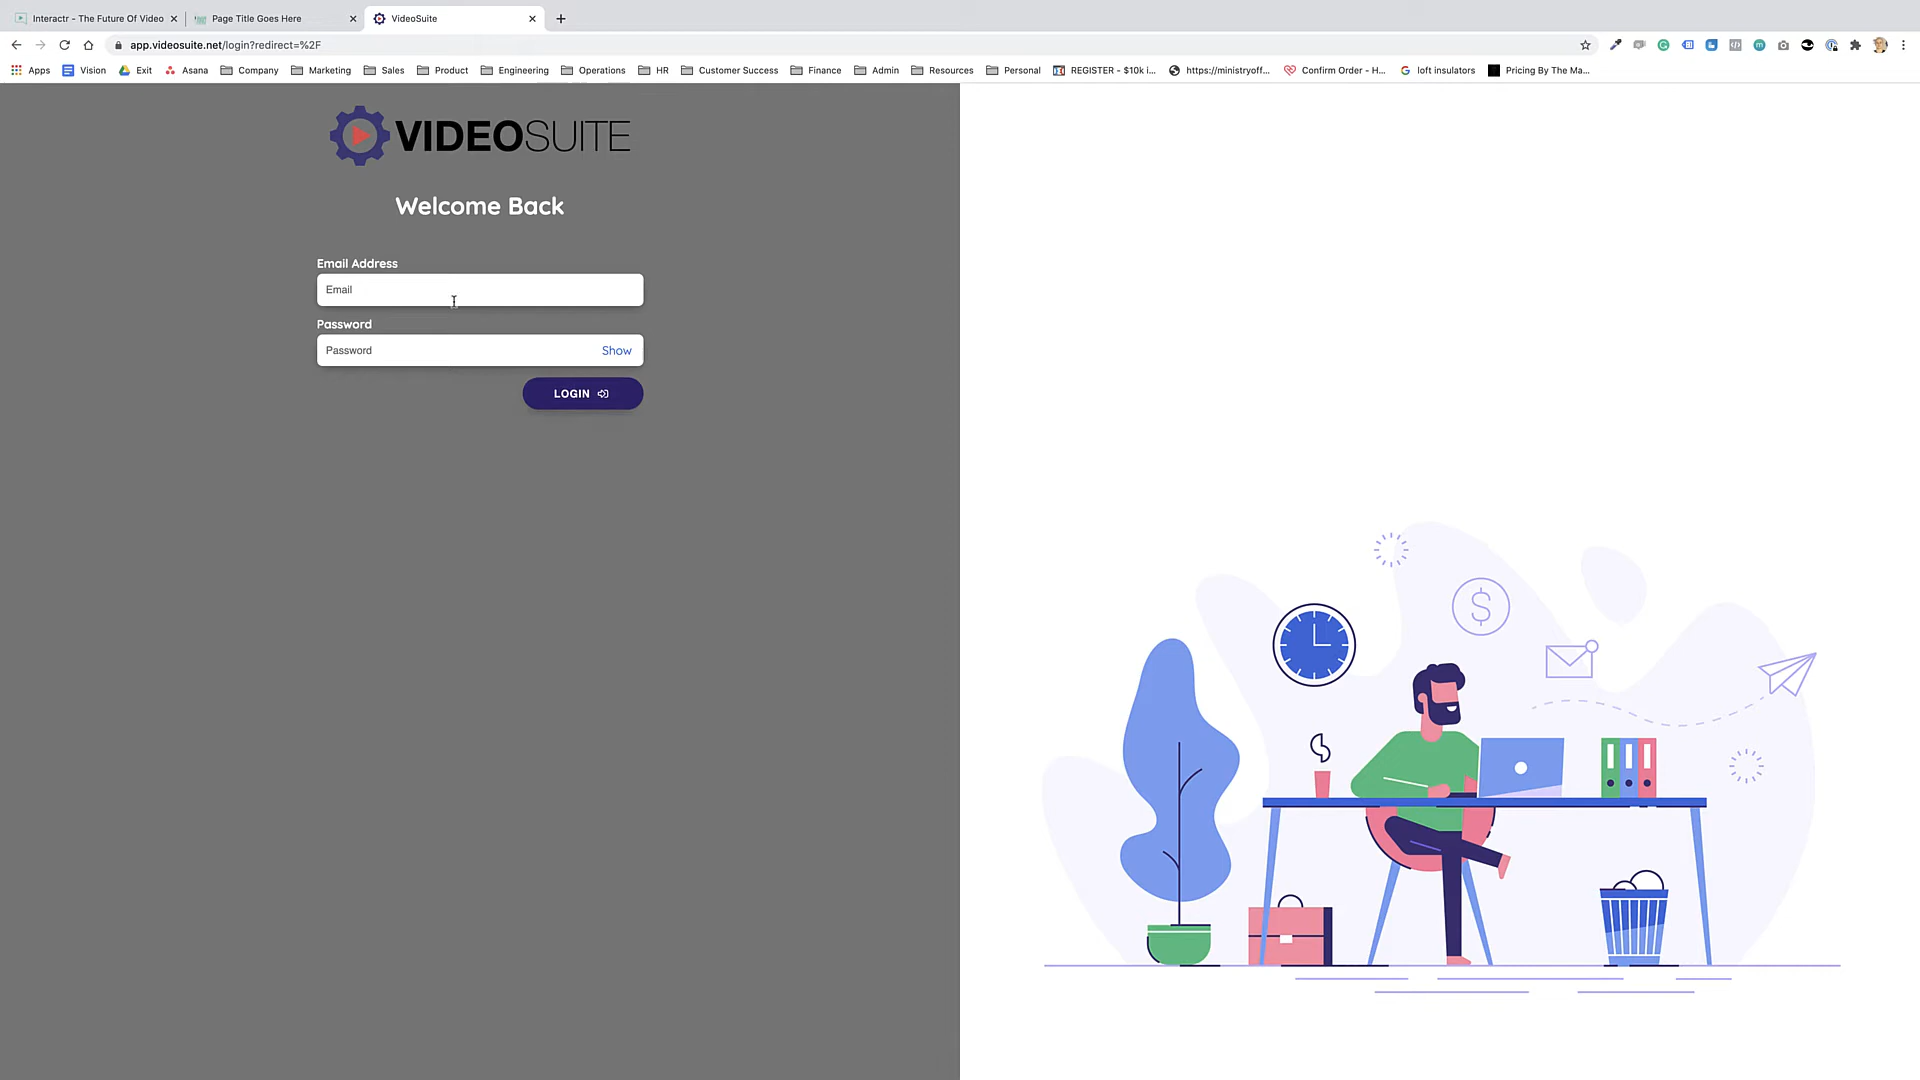 Interactr - The Future Of Video
Page Title Goes Here
VideoSuite
app.videosuite.net/login?redirect=%2F
Apps Vision Exit Asana Company Marketing Sales Product Engineering Operations HR Customer Success Finance Admin Resources Personal REGISTER - $10k i... https://ministryoff... Confirm Order - H... loft insulators Pricing By The Ma...
VIDEOSUITE
Welcome Back
Email Address
Email
Password
Password Show
LOGIN